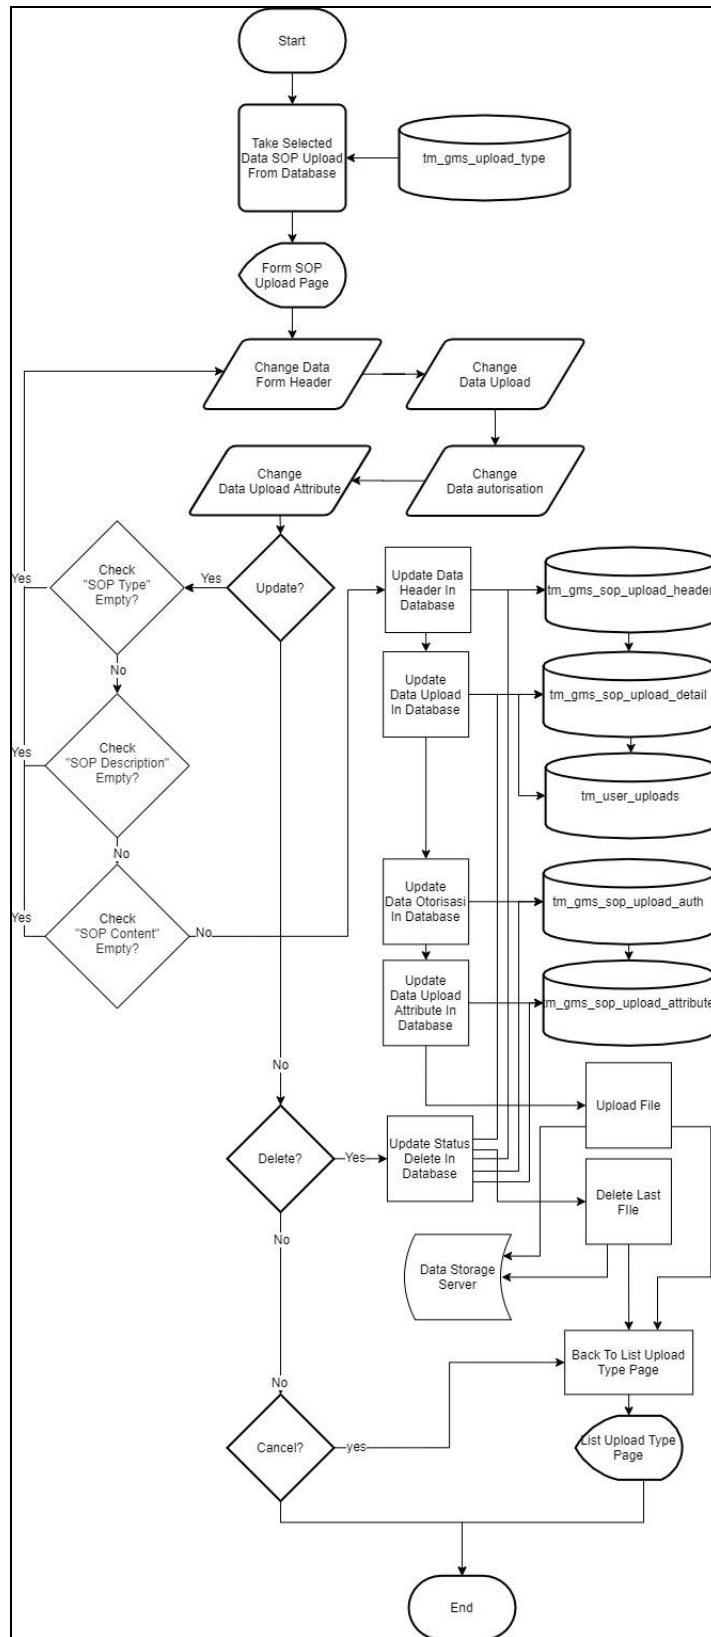 Start
Take Selected
Data SOP Upload
From Database
tm_gms_upload_type
Form SOP
Upload Page
Change Data
Form Header
Change
Data Upload
Change
Data Upload Attribute
Change
Data autorisation
Yes
Check
"SOP Type"
Empty?
Yes
Update?
Update Data
Header In
Database
tm_gms_sop_upload_header
No
Update
Data Upload
In Database
tm_gms_sop_upload_detail
Yes
Check
"SOP Description"
Empty?
tm_user_uploads
No
Yes
Check
"SOP Content"
Empty?
No
Update
Data Otorisasi
In Database
tm_gms_sop_upload_auth
Update
Data Upload
Attribute In
Database
tm_gms_sop_upload_attribute
No
Upload File
Delete?
Yes
Update Status
Delete In
Database
Delete Last
FIle
No
Data Storage
Server
Back To List Upload
Type Page
No
Cancel?
yes
List Upload Type
Page
End